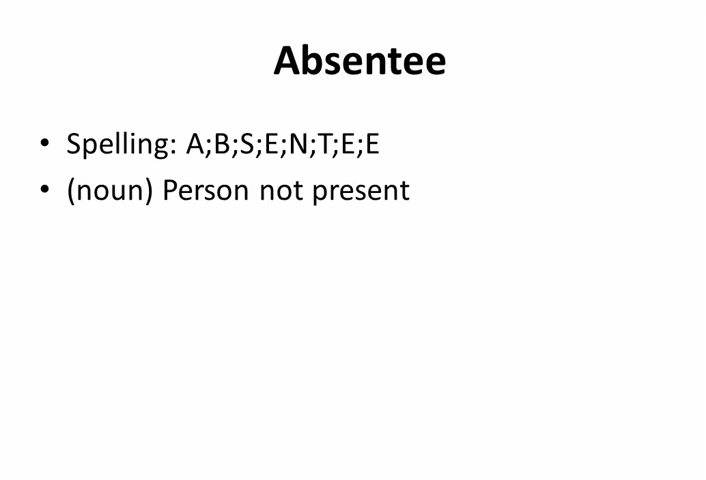 Absentee
• Spelling: A;B;S;E;N;T;E;E
• (noun) Person not present